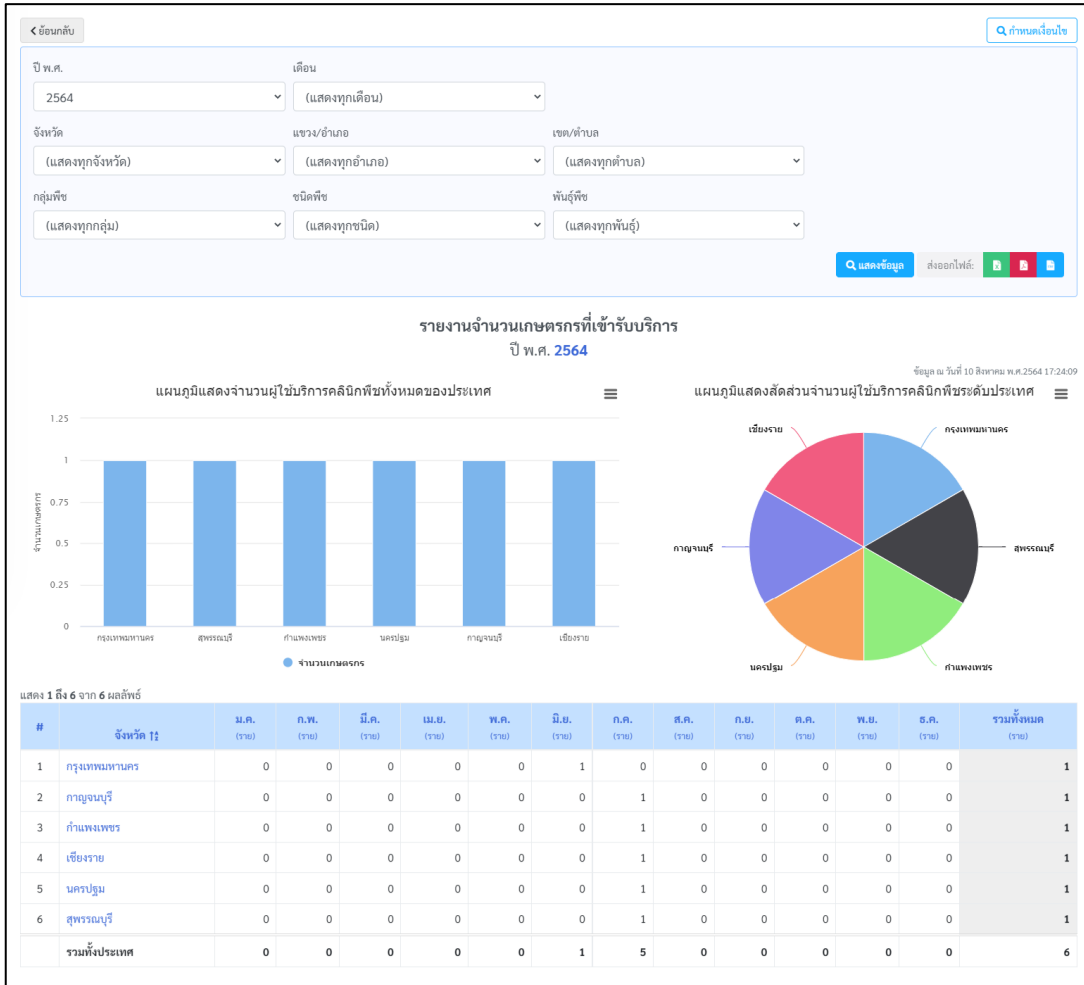 ย้อนกลับ
กำหนดเงื่อนไข
ปี พ.ศ. เดือน
2564 (แสดงทุกเดือน)
จังหวัด แขวง/อำเภอ เขต/ตำบล
(แสดงทุกจังหวัด) (แสดงทุกอำเภอ) (แสดงทุกตำบล)
กลุ่มพืช ชนิดพืช พันธุ์พืช
(แสดงทุกกลุ่ม) (แสดงทุกชนิด) (แสดงทุกพันธุ์)
แสดงข้อมูล ส่งออกไฟล์:
รายงานจำนวนเกษตรกรที่เข้ารับบริการ
ปี พ.ศ. 2564
ข้อมูล ณ วันที่ 10 สิงหาคม พ.ศ.2564 17:24:09
แผนภูมิแสดงจำนวนผู้ใช้บริการคลินิกพืชทั้งหมดของประเทศ
1.25
1
0.75
0.5
0.25
0
จำนวนเกษตรกร
กรุงเทพมหานคร สุพรรณบุรี กำแพงเพชร นครปฐม กาญจนบุรี เชียงราย
จำนวนเกษตรกร
แผนภูมิแสดงสัดส่วนจำนวนผู้ใช้บริการคลินิกพืชระดับประเทศ
เชียงราย กรุงเทพมหานคร
กาญจนบุรี สุพรรณบุรี
นครปฐม กำแพงเพชร
แสดง 1 ถึง 6 จาก 6 ผลลัพธ์
# จังหวัด ม.ค. ก.พ. มี.ค. เม.ย. พ.ค. มิ.ย. ก.ค. ส.ค. ก.ย. ต.ค. พ.ย. ธ.ค. รวมทั้งหมด
(ราย) (ราย) (ราย) (ราย) (ราย) (ราย) (ราย) (ราย) (ราย) (ราย) (ราย) (ราย) (ราย)
1 กรุงเทพมหานคร 0 0 0 0 0 1 0 0 0 0 0 0 1
2 กาญจนบุรี 0 0 0 0 0 0 1 0 0 0 0 0 1
3 กำแพงเพชร 0 0 0 0 0 0 1 0 0 0 0 0 1
4 เชียงราย 0 0 0 0 0 0 1 0 0 0 0 0 1
5 นครปฐม 0 0 0 0 0 0 1 0 0 0 0 0 1
6 สุพรรณบุรี 0 0 0 0 0 0 1 0 0 0 0 0 1
รวมทั้งประเทศ 0 0 0 0 0 1 5 0 0 0 0 0 6